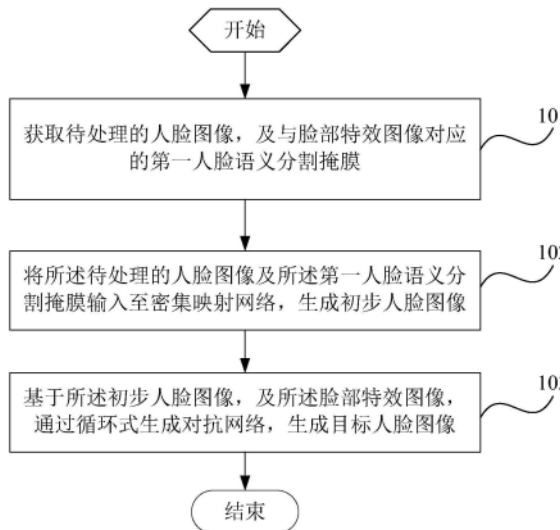 开始
获取待处理的人脸图像，及与脸部特效图像对应
的第一人脸语义分割掩膜
将所述待处理的人脸图像及所述第一人脸语义分
割掩膜输入至密集映射网络，生成初步人脸图像
基于所述初步人脸图像，及所述脸部特效图像，
通过循环式生成对抗网络，生成目标人脸图像
结束